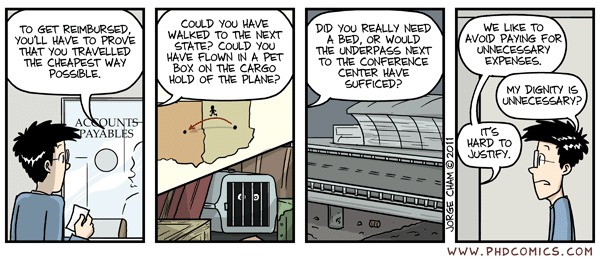 TO GET REIMBURSED,
YOU'LL HAVE TO PROVE
THAT YOU TRAVELLED
THE CHEAPEST WAY
POSSIBLE.
ACCOUNTS
PAYABLES
COULD YOU HAVE
WALKED TO THE NEXT
STATE? COULD YOU
HAVE FLOWN IN A PET
BOX ON THE CARGO
HOLD OF THE PLANE?
DID YOU REALLY NEED
A BED, OR WOULD
THE UNDERPASS NEXT
TO THE CONFERENCE
CENTER HAVE
SUFFICED?
JORGE CHAM © 2011
WE LIKE TO
AVOID PAYING FOR
UNNECESSARY
EXPENSES.
MY DIGNITY IS
UNNECESSARY?
IT'S
HARD TO
JUSTIFY.
WWW.PHDCOMICS.COM